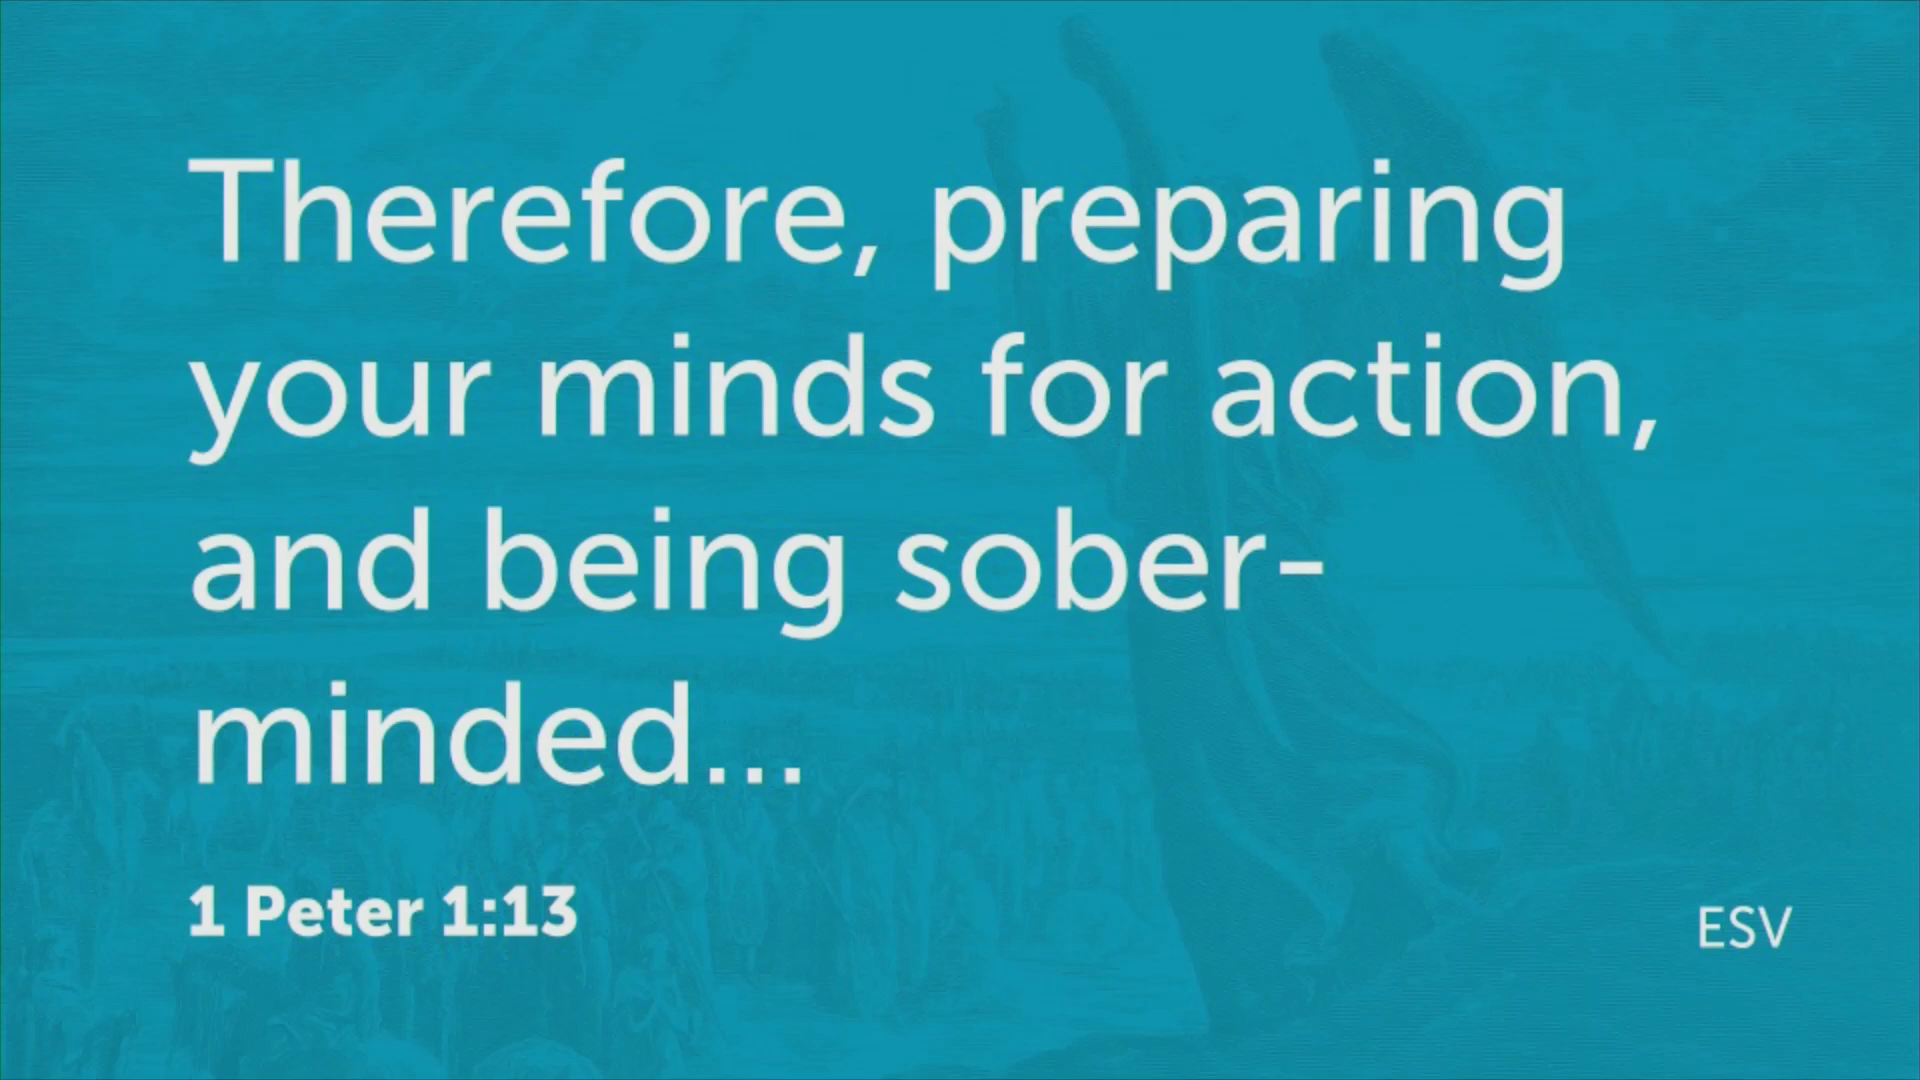 Therefore, preparing
your minds for action,
and being sober-
minded...
1 Peter 1:13
ESV